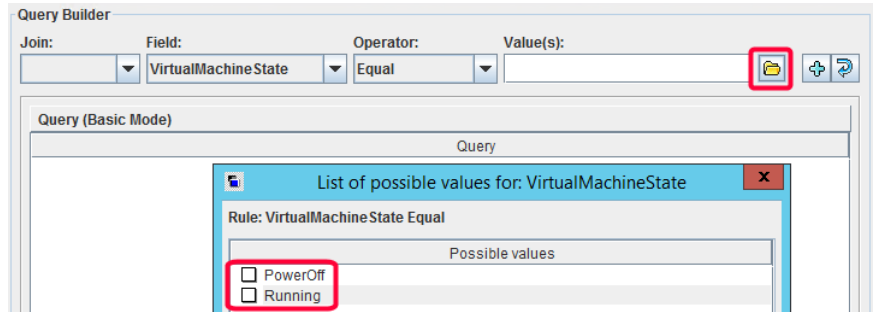 Query Builder
Join: Field: Operator: Value(s):
VirtualMachineState Equal
Query (Basic Mode)
Query
List of possible values for: VirtualMachineState
x
Rule: VirtualMachineState Equal
Possible values
PowerOff
Running